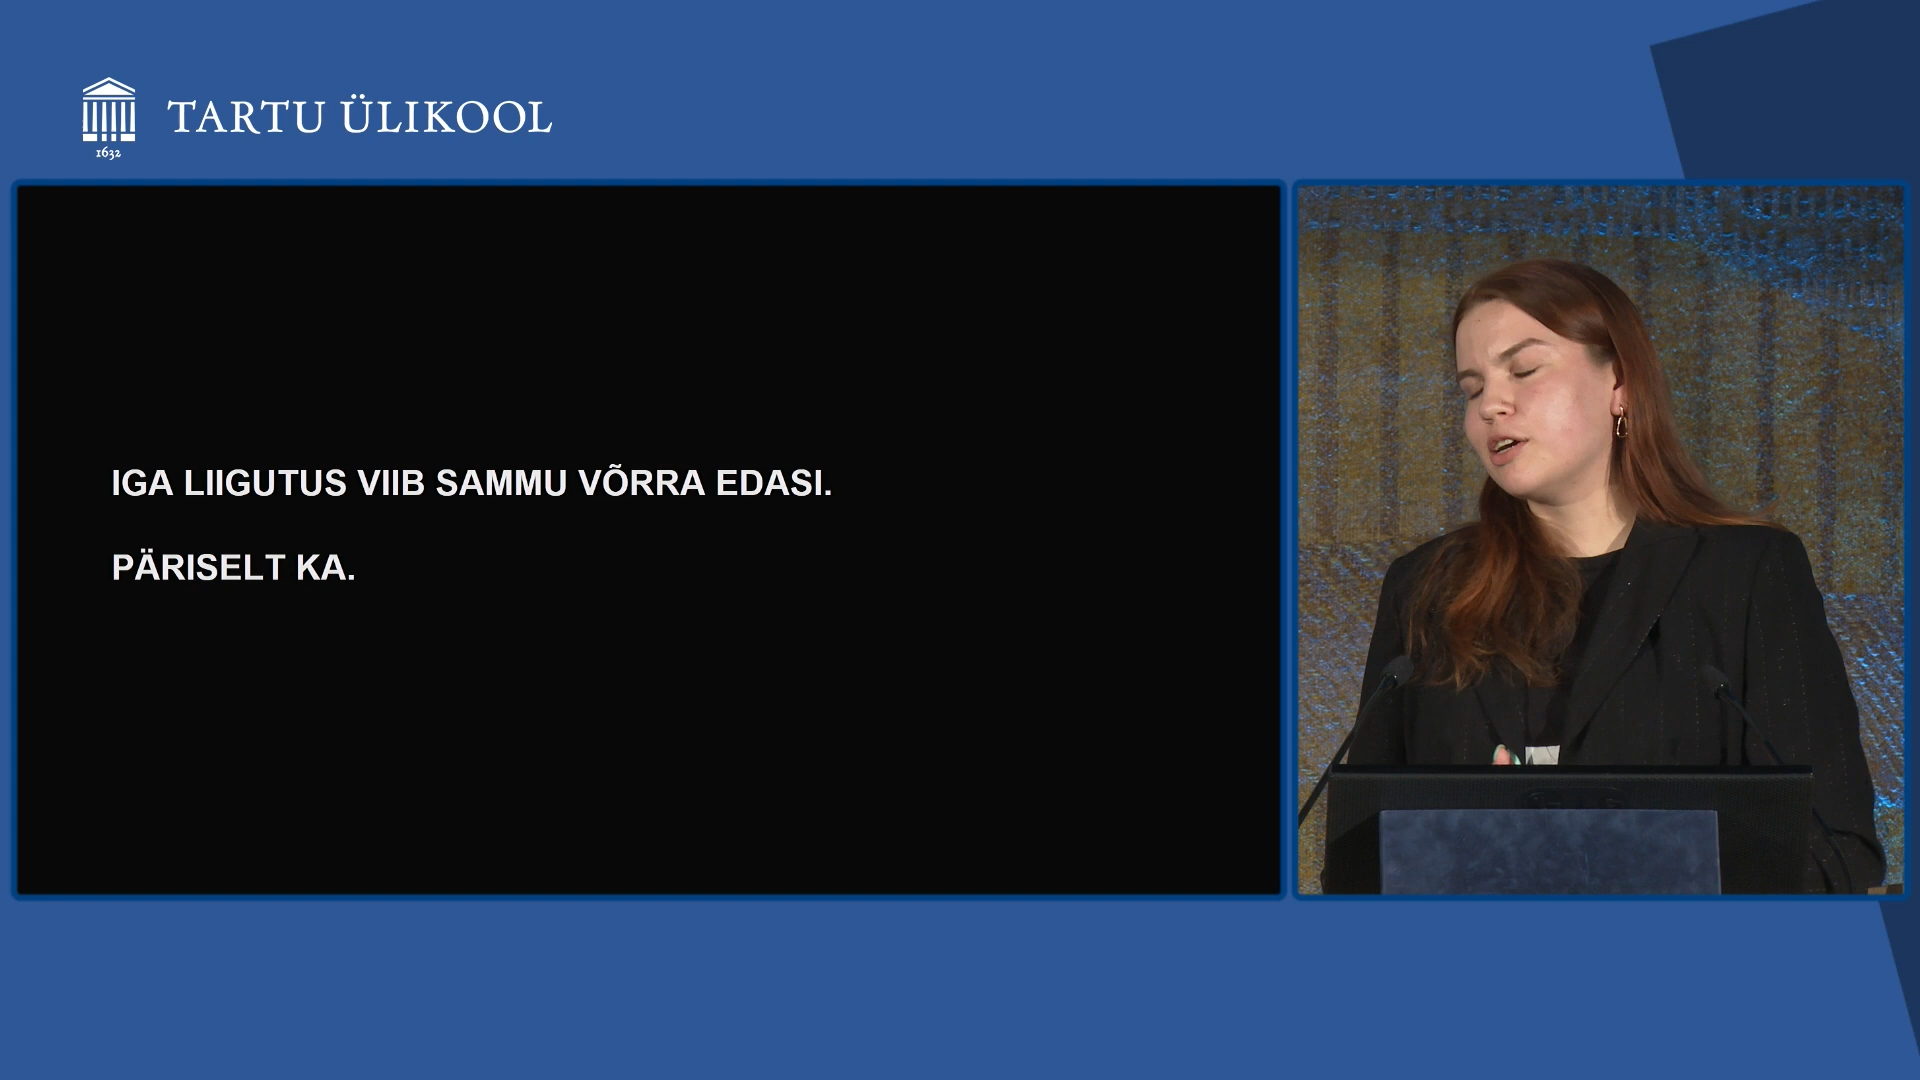 TARTU ÜLIKOOL
1632
IGA LIIGUTUS VIIB SAMMU VÕRRA EDASI.
PÄRISELT KA.